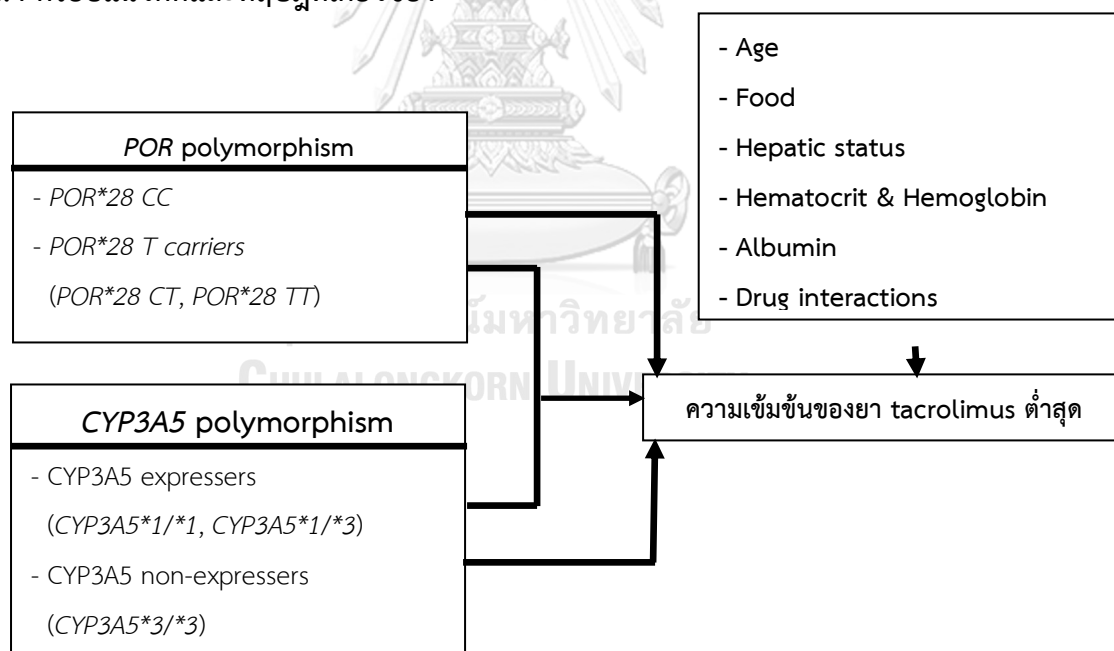 POR polymorphism
- POR*28 CC
- POR*28 T carriers
(POR*28 CT, POR*28 TT)
CYP3A5 polymorphism
- CYP3A5 expressers
(CYP3A5*1/*1, CYP3A5*1/*3)
- CYP3A5 non-expressers
(CYP3A5*3/*3)
- Age
- Food
- Hepatic status
- Hematocrit & Hemoglobin
- Albumin
- Drug interactions
ความเข้มข้นของยา tacrolimus ต่ำสุด